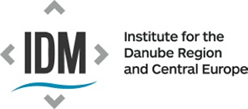 IDM
Institute for the
Danube Region
and Central Europe